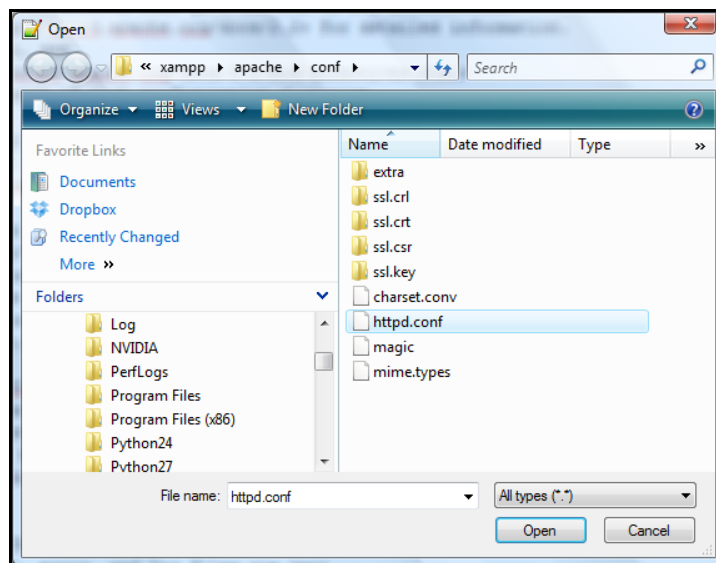 Open
« xampp ▸ apache ▸ conf ▸
Search
Organize Views New Folder
Favorite Links
Documents
Dropbox
Recently Changed
More »
Folders
Log
NVIDIA
PerfLogs
Program Files
Program Files (x86)
Python24
Python27
Name Date modified Type »
extra
ssl.crl
ssl.crt
ssl.csr
ssl.key
charset.conv
httpd.conf
magic
mime.types
File name: httpd.conf All types (*.*)
Open Cancel